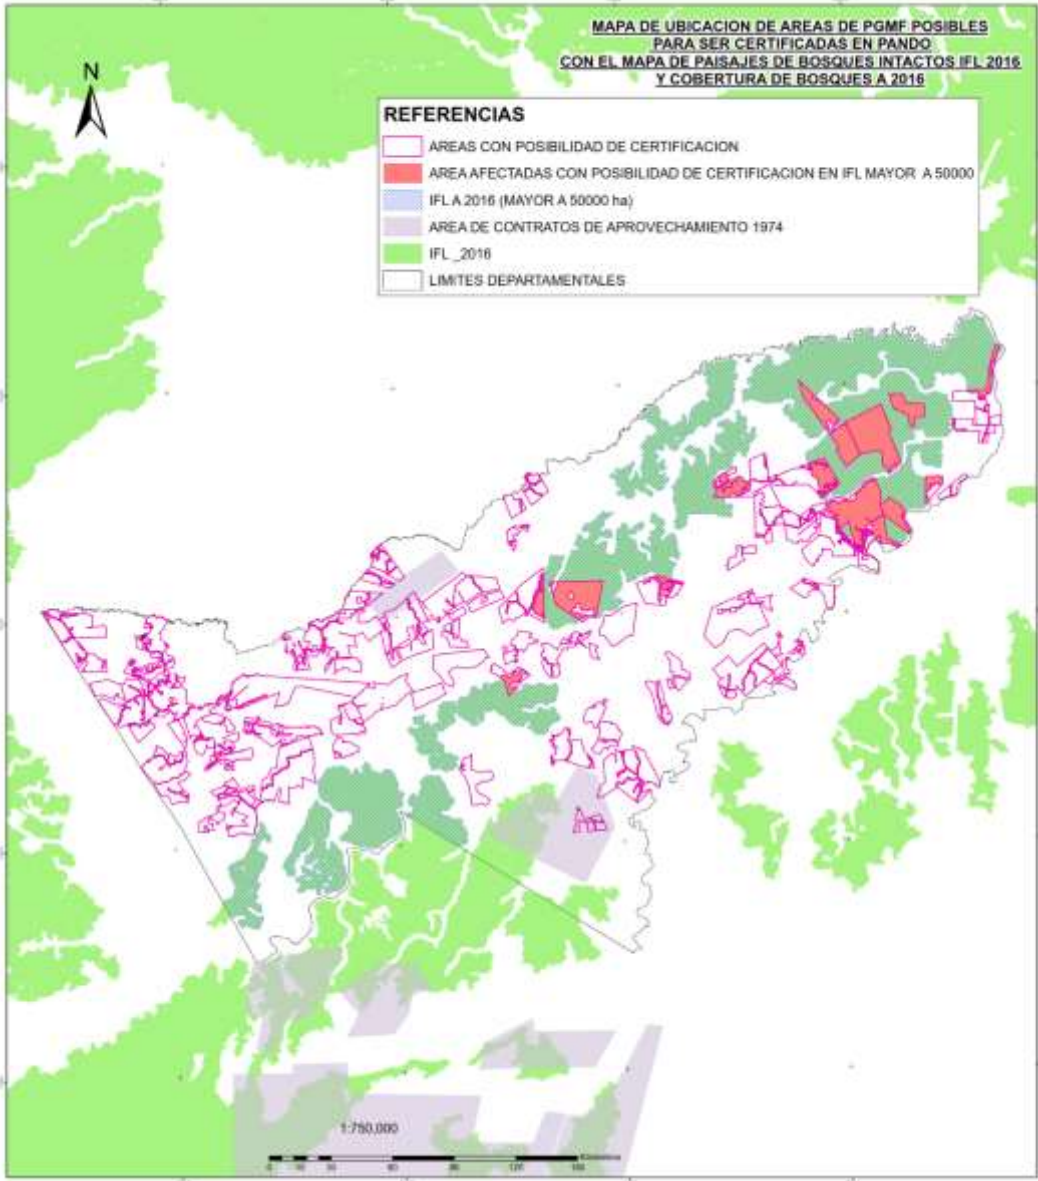 MAPA DE UBICACION DE AREAS DE PGMF POSIBLES
PARA SER CERTIFICADAS EN PANDO
CON EL MAPA DE PAISAJES DE BOSQUES INTACTOS IFL 2016
Y COBERTURA DE BOSQUES A 2016
N
REFERENCIAS
AREAS CON POSIBILIDAD DE CERTIFICACION
AREA AFECTADAS CON POSIBILIDAD DE CERTIFICACION EN IFL MAYOR A 50000
IFL A 2016 (MAYOR A 50000 ha)
AREA DE CONTRATOS DE APROVECHAMIENTO 1974
IFL _2016
LIMITES DEPARTAMENTALES
1:750,000